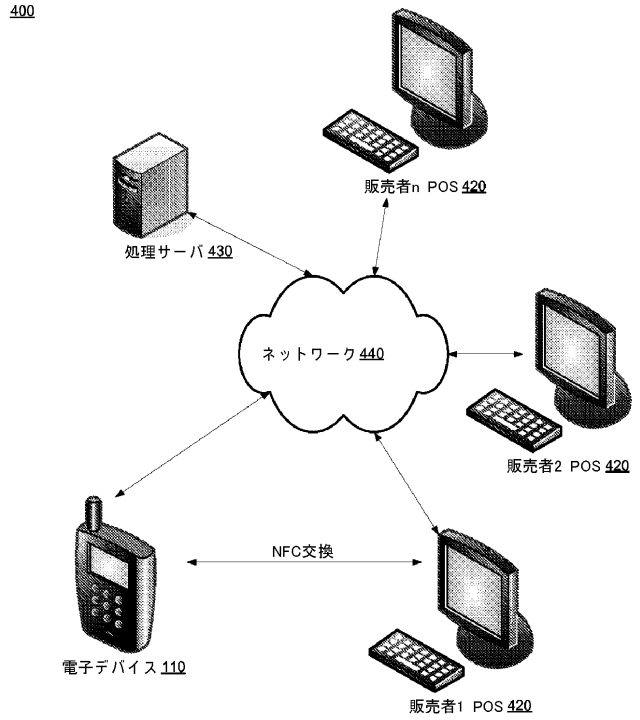 400
販売者n POS 420
処理サーバ 430
ネットワーク 440
販売者2 POS 420
NFC交換
電子デバイス 110
販売者1 POS 420